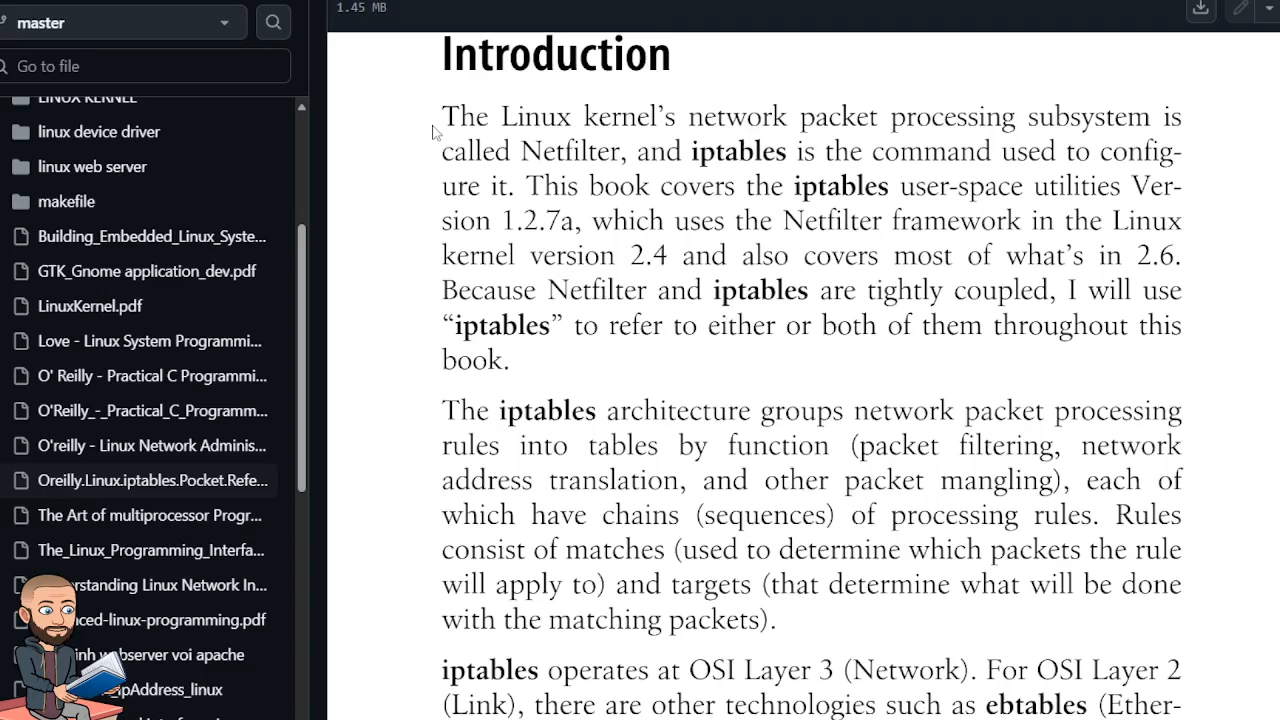 master
Go to file
LINUX KERNEL
linux device driver
linux web server
makefile
Building_Embedded_Linux_Syste...
GTK_Gnome application_dev.pdf
LinuxKernel.pdf
Love - Linux System Programmi...
O' Reilly - Practical C Programmi...
O'Reilly_-_Practical_C_Programm...
O'reilly - Linux Network Adminis...
Oreilly.Linux.iptables.Pocket.Refe...
The Art of multiprocessor Progr...
The_Linux_Programming_Interfa...
erstanding Linux Network In...
ced-linux-programming.pdf
inh webserver voi apache
ipAddress_linux
1.45 MB
Introduction
The Linux kernel's network packet processing subsystem is
called Netfilter, and iptables is the command used to config-
ure it. This book covers the iptables user-space utilities Ver-
sion 1.2.7a, which uses the Netfilter framework in the Linux
kernel version 2.4 and also covers most of what's in 2.6.
Because Netfilter and iptables are tightly coupled, I will use
“iptables” to refer to either or both of them throughout this
book.
The iptables architecture groups network packet processing
rules into tables by function (packet filtering, network
address translation, and other packet mangling), each of
which have chains (sequences) of processing rules. Rules
consist of matches (used to determine which packets the rule
will apply to) and targets (that determine what will be done
with the matching packets).
iptables operates at OSI Layer 3 (Network). For OSI Layer 2
(Link), there are other technologies such as ebtables (Ether-